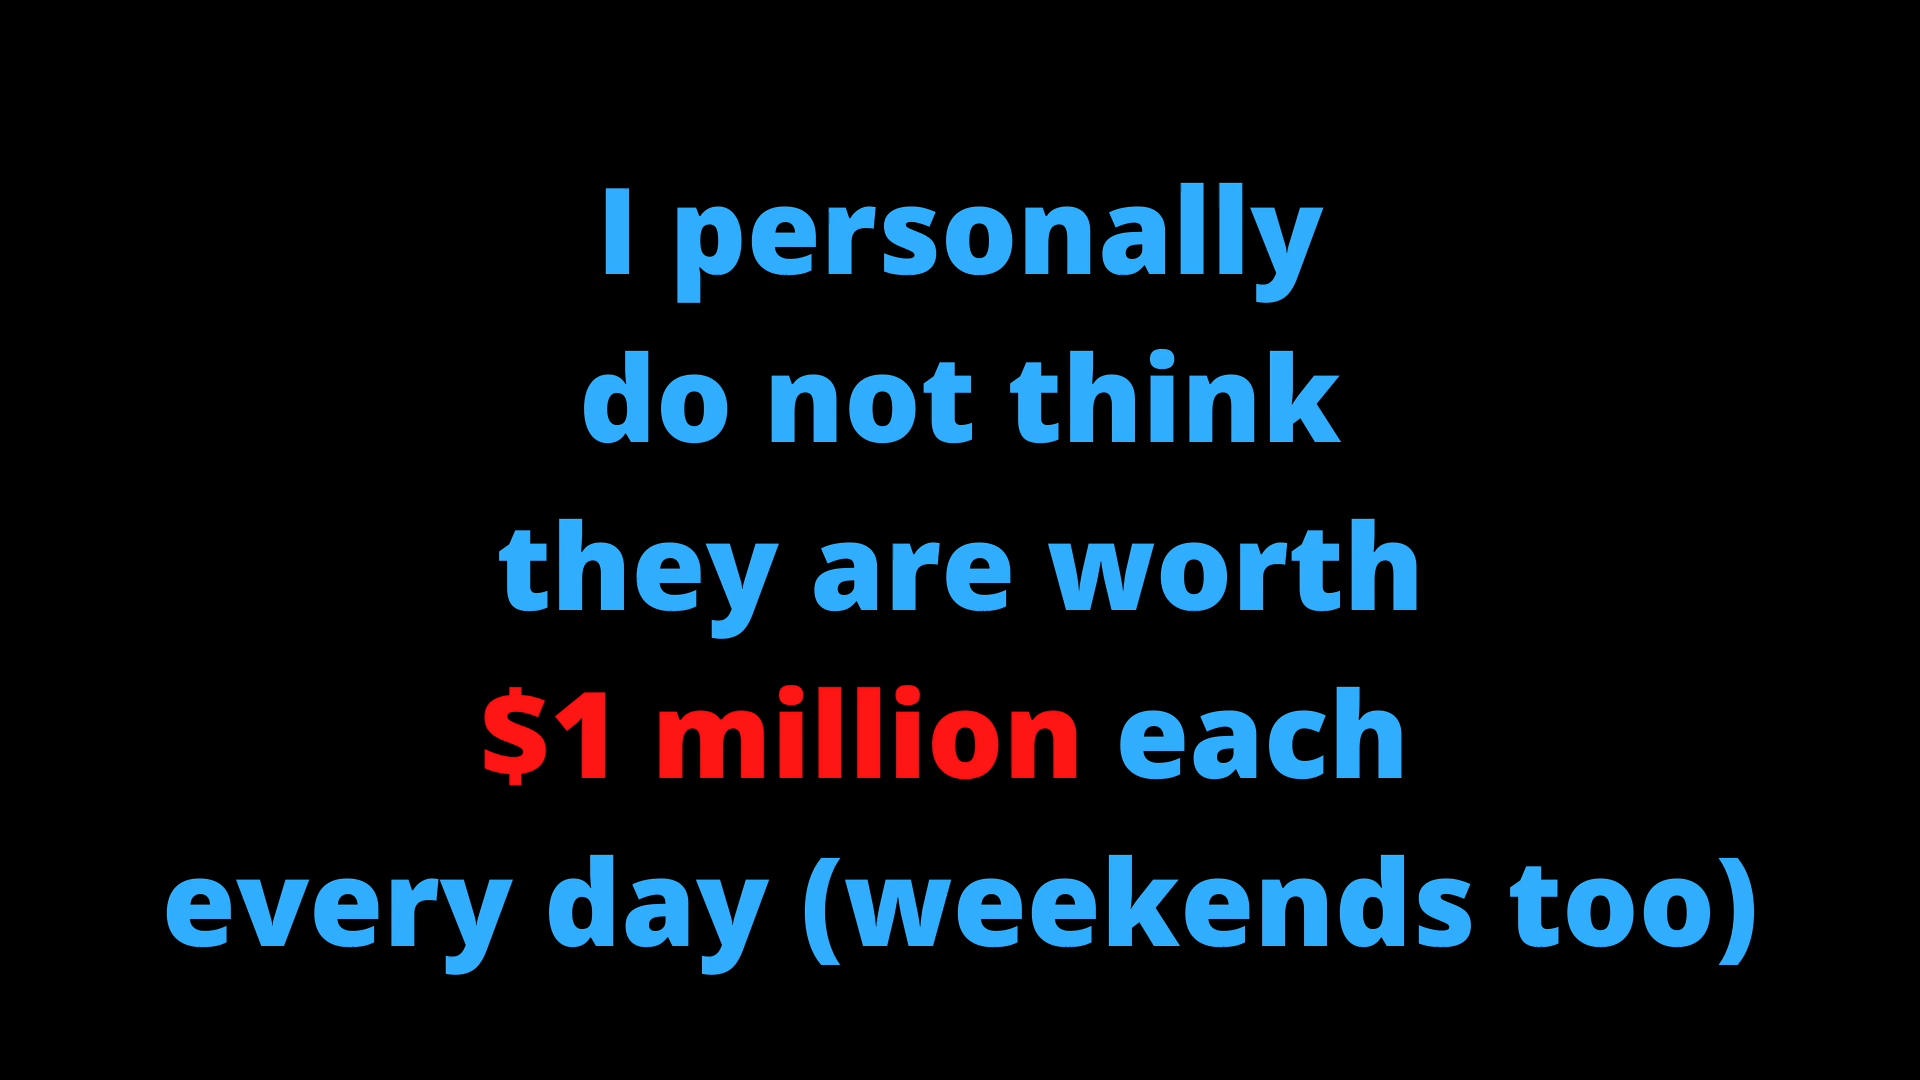 I personally
do not think
they are worth
$1 million each
every day (weekends too)